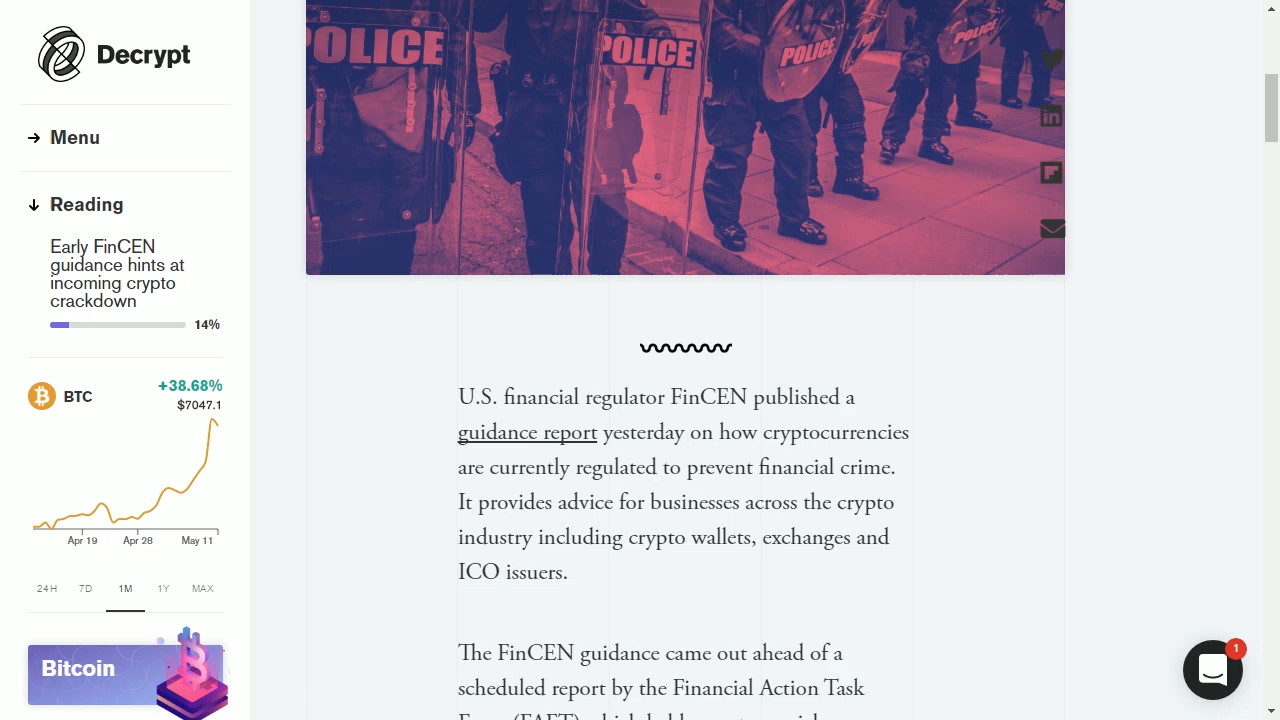 Decrypt
Menu
Reading
Early FinCEN
guidance hints at
incoming crypto
crackdown
14%
BTC
+38.68%
$7047.1
Apr 19
Apr 28
May 11
24H
7D
1M
1Y
MAX
Bitcoin
POLICE
POLICE
POLICE
POLICE
U.S. financial regulator FinCEN published a
guidance report yesterday on how cryptocurrencies
are currently regulated to prevent financial crime.
It provides advice for businesses across the crypto
industry including crypto wallets, exchanges and
ICO issuers.
The FinCEN guidance came out ahead of a
scheduled report by the Financial Action Task
1